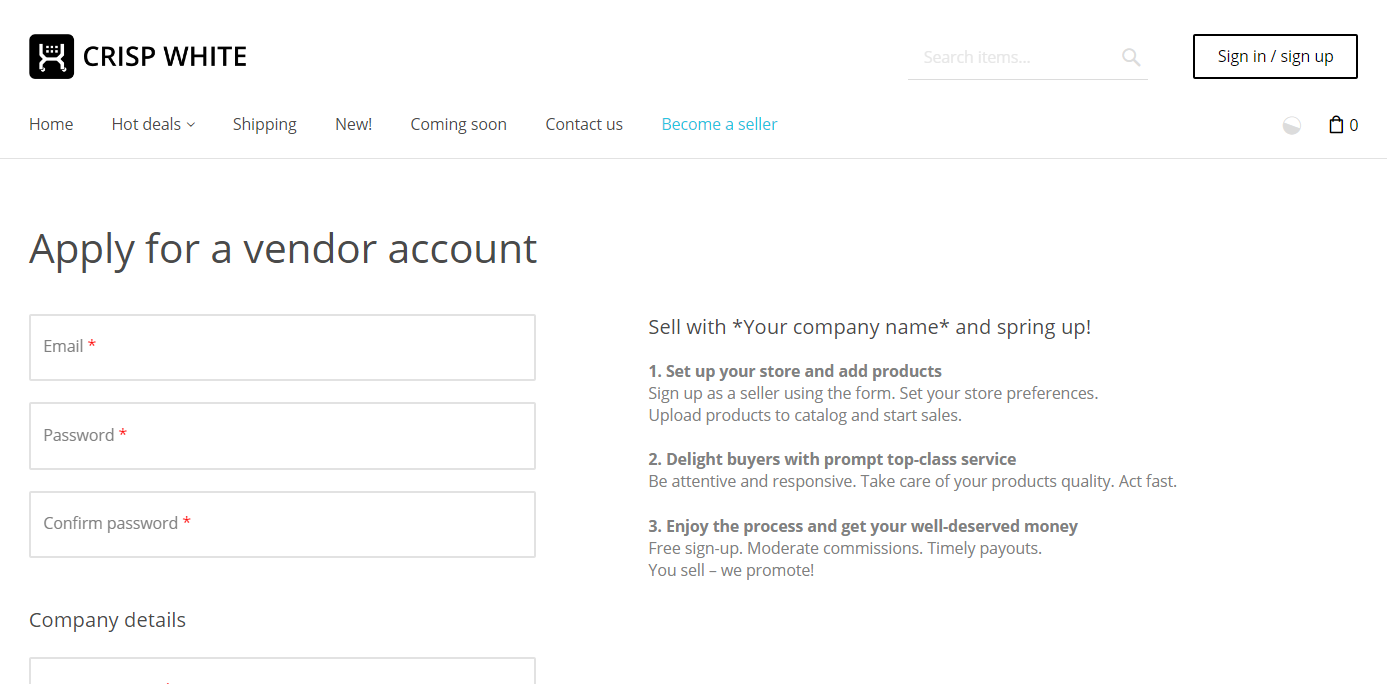 CRISP WHITE
Search items...
Sign in / sign up
Home
Hot deals
Shipping
New!
Coming soon
Contact us
Become a seller
0
Apply for a vendor account
Email *
Password *
Confirm password *
Company details
Sell with *Your company name* and spring up!
1. Set up your store and add products
Sign up as a seller using the form. Set your store preferences.
Upload products to catalog and start sales.
2. Delight buyers with prompt top-class service
Be attentive and responsive. Take care of your products quality. Act fast.
3. Enjoy the process and get your well-deserved money
Free sign-up. Moderate commissions. Timely payouts.
You sell – we promote!